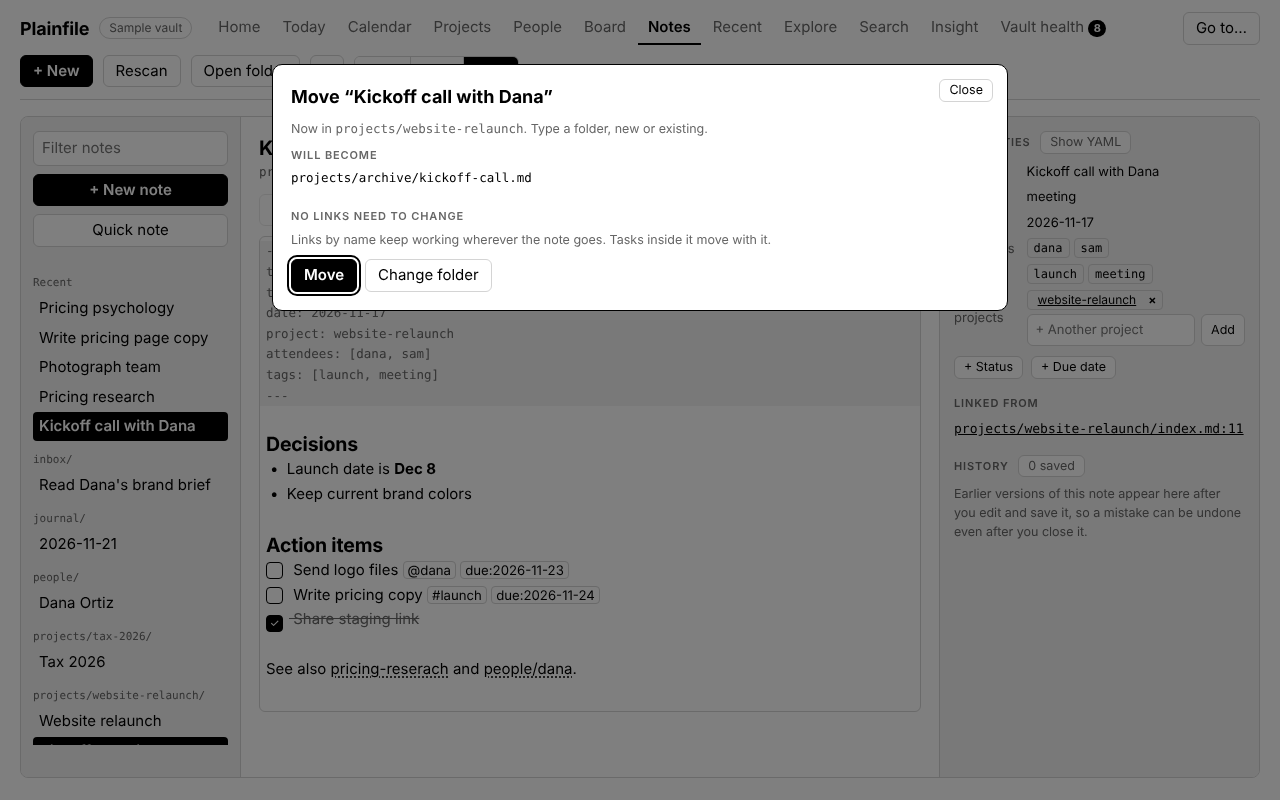 Plainfile Sample vault Home Today Calendar Projects People Board Notes Recent Explore Search Insight Vault health 8 Go to...
+ New Rescan Open fold
Move “Kickoff call with Dana” Close
Now in projects/website-relaunch. Type a folder, new or existing.
WILL BECOME
projects/archive/kickoff-call.md
NO LINKS NEED TO CHANGE
Links by name keep working wherever the note goes. Tasks inside it move with it.
Move Change folder
Filter notes
+ New note
Quick note
Recent
Pricing psychology
Write pricing page copy
Photograph team
Pricing research
Kickoff call with Dana
inbox/
Read Dana's brand brief
journal/
2026-11-21
people/
Dana Ortiz
projects/tax-2026/
Tax 2026
projects/website-relaunch/
Website relaunch
date: 2026-11-17
project: website-relaunch
attendees: [dana, sam]
tags: [launch, meeting]
---
Decisions
• Launch date is Dec 8
• Keep current brand colors
Action items
Send logo files @dana due:2026-11-23
Write pricing copy #launch due:2026-11-24
Share staging link
See also pricing-reserach and people/dana.
TIES Show YAML
Kickoff call with Dana
meeting
2026-11-17
s dana sam
launch meeting
website-relaunch ×
projects
+ Another project Add
+ Status + Due date
LINKED FROM
projects/website-relaunch/index.md:11
HISTORY 0 saved
Earlier versions of this note appear here after
you edit and save it, so a mistake can be undone
even after you close it.